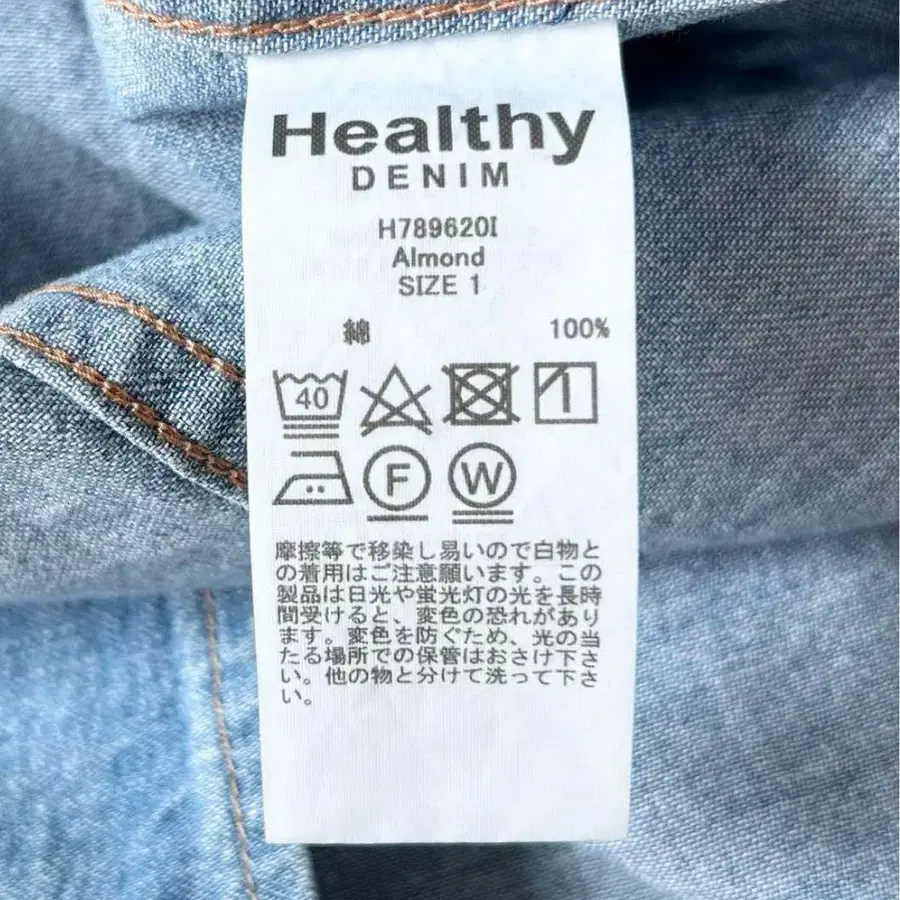 Healthy
DENIM
H789620I
Almond
SIZE 1
綿 100%
40
F W
摩擦等で移染し易いので白物と
の着用はご注意願います。この
製品は日光や蛍光灯の光を長時
間受けると、変色の恐れがあり
ます。変色を防ぐため、光の当
たる場所での保管はおさけ下さ
い。他の物と分けて洗って下さ
い。